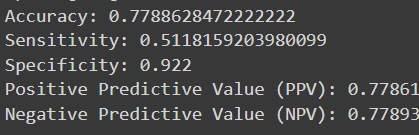 Accuracy: 0.7788628472222222
Sensitivity: 0.5118159203980099
Specificity: 0.922
Positive Predictive Value (PPV): 0.77861
Negative Predictive Value (NPV): 0.77893